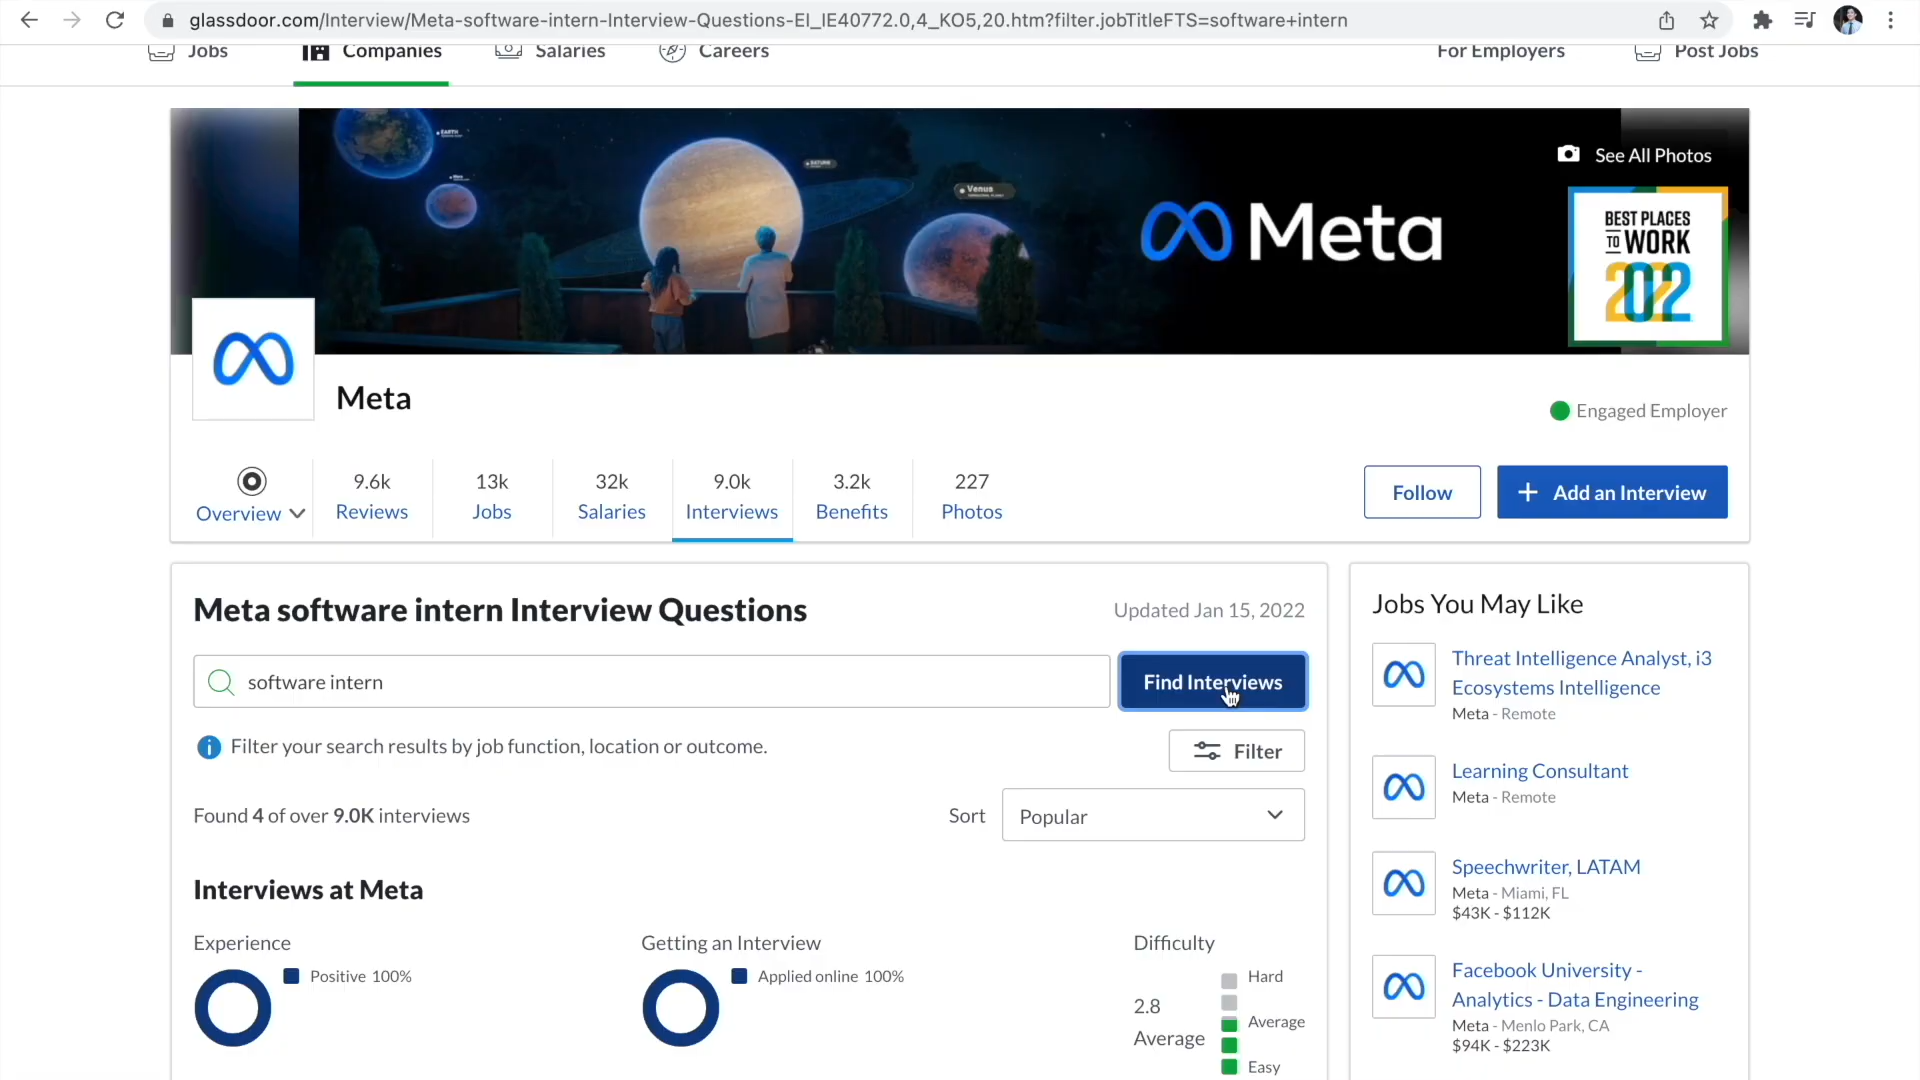 glassdoor.com/Interview/Meta-software-intern-Interview-Questions-EI_IE40772.0,4_KO5,20.htm?filter.jobTitleFTS=software+intern
Jobs
Companies
Salaries
Careers
For Employers
Post Jobs
EARTH
SATURN
Venus
See All Photos
Meta
BEST PLACES
TO WORK
2022
Meta
Engaged Employer
Overview
9.6k
Reviews
13k
Jobs
32k
Salaries
9.0k
Interviews
3.2k
Benefits
227
Photos
Follow
+ Add an Interview
Meta software intern Interview Questions
Updated Jan 15, 2022
software intern
Find Interviews
Filter your search results by job function, location or outcome.
Filter
Found 4 of over 9.0K interviews
Sort
Popular
Interviews at Meta
Experience
Positive 100%
Getting an Interview
Applied online 100%
Difficulty
2.8
Average
Hard
Average
Easy
Jobs You May Like
Threat Intelligence Analyst, i3
Ecosystems Intelligence
Meta - Remote
Learning Consultant
Meta - Remote
Speechwriter, LATAM
Meta - Miami, FL
$43K - $112K
Facebook University -
Analytics - Data Engineering
Meta - Menlo Park, CA
$94K - $223K